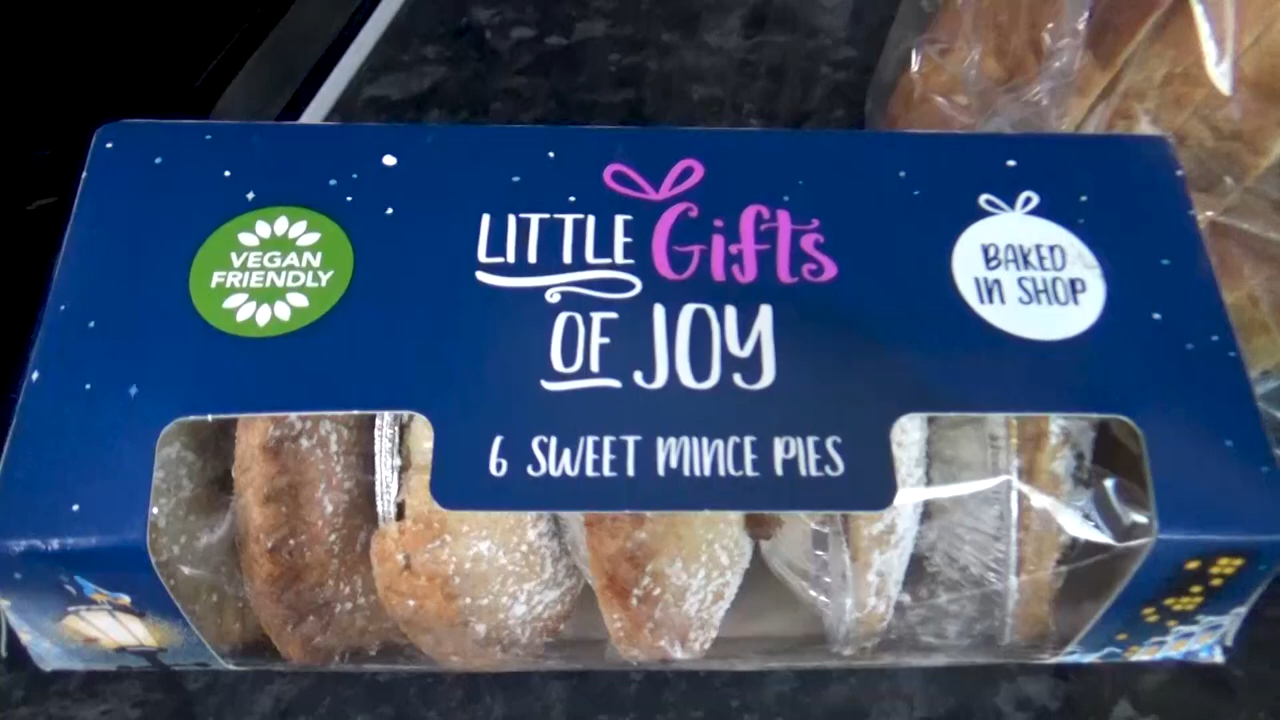 VEGAN
FRIENDLY
LITTLE Gifts
OF JOY
BAKED
IN SHOP
6 SWEET MINCE PIES